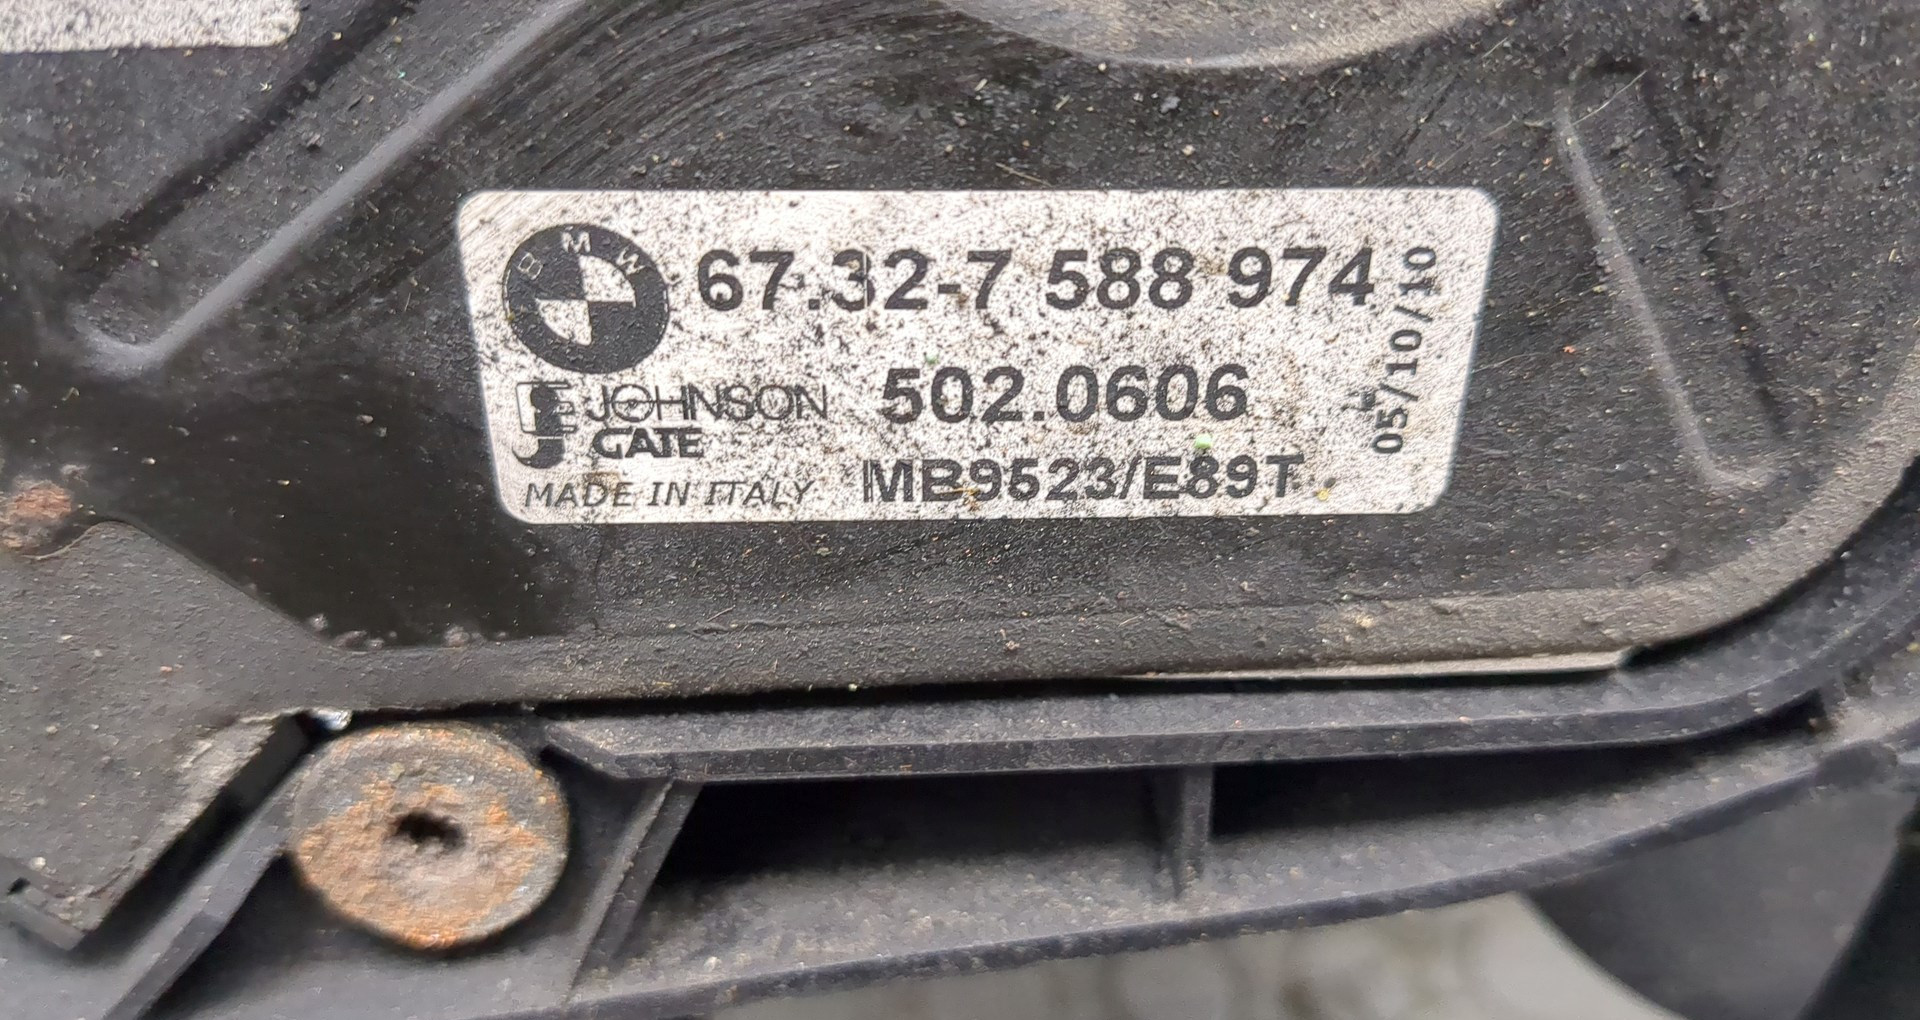 BMW
67.32-7 588 974
JOHNSON
GATE
502.0606
MADE IN ITALY
MB9523/E89T
05/10/10